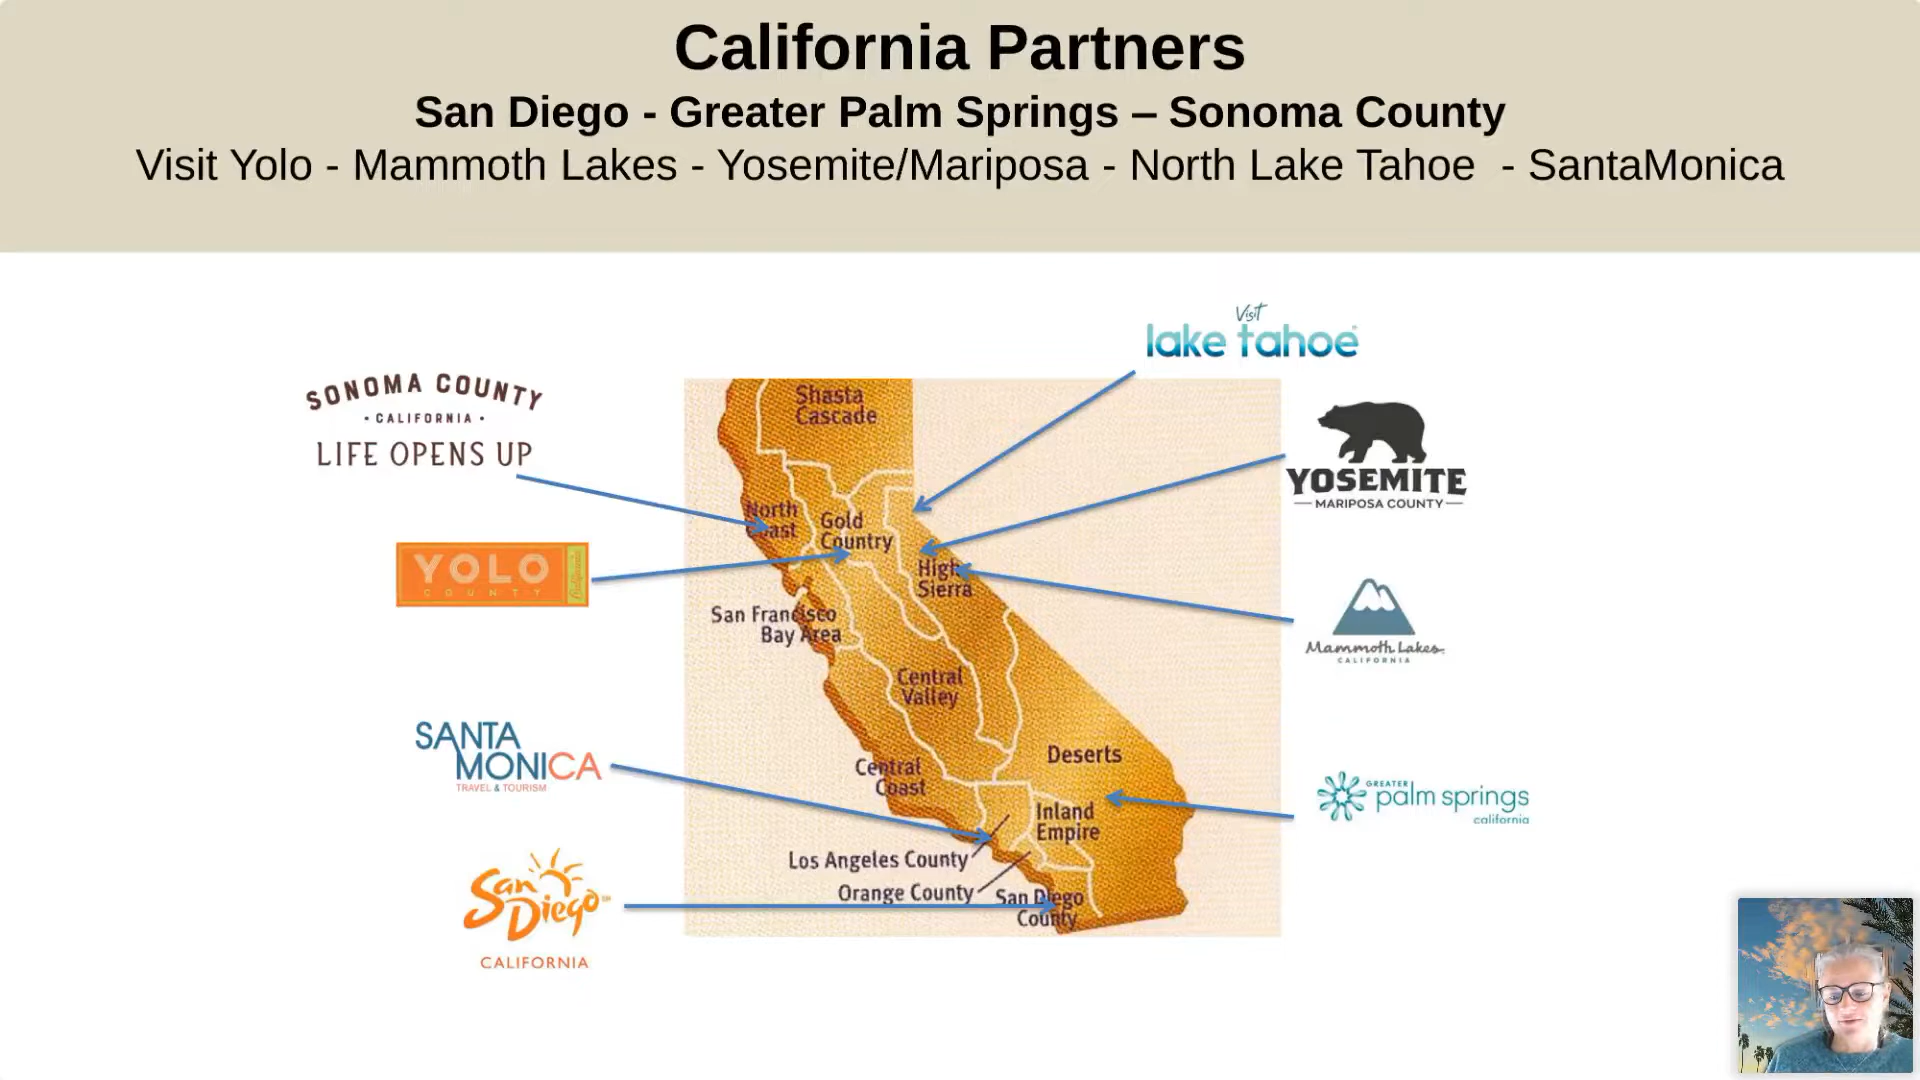 California Partners
San Diego - Greater Palm Springs – Sonoma County
Visit Yolo - Mammoth Lakes - Yosemite/Mariposa - North Lake Tahoe  - SantaMonica
Visit
lake tahoe
SONOMA COUNTY
• CALIFORNIA •
LIFE OPENS UP
YOSEMITE
MARIPOSA COUNTY
YOLO
COUNTY
California
Mammoth Lakes
CALIFORNIA
SANTA
MONICA
TRAVEL & TOURISM
GREATER
palm springs
california
San
Diego
CALIFORNIA
Shasta
Cascade
North
Coast
Gold
Country
High
Sierra
San Francisco
Bay Area
Central
Valley
Deserts
Central
Coast
Inland
Empire
Los Angeles County
Orange County
San Diego
County